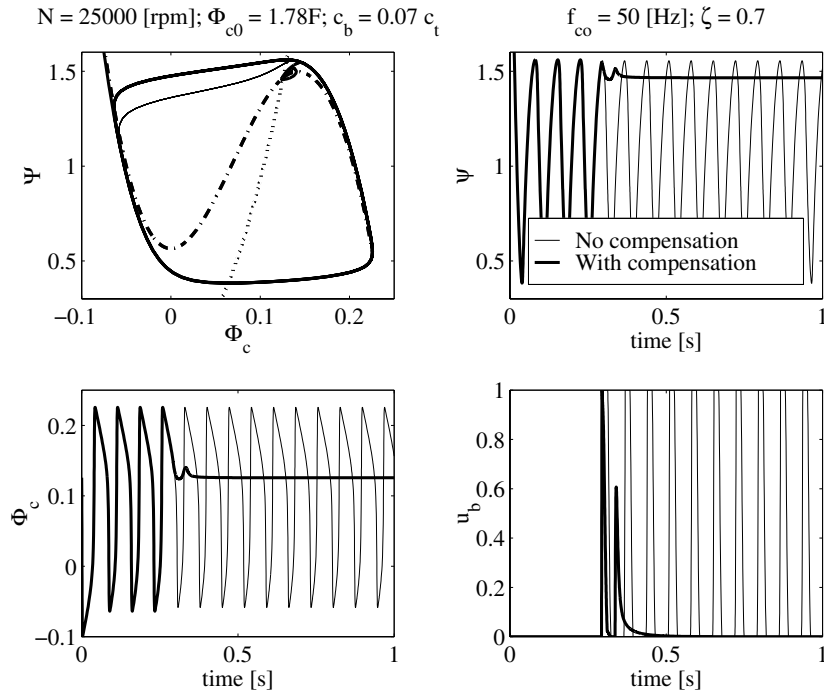 N = 25000 [rpm]; Φc0 = 1.78F; cb = 0.07 ct
fco = 50 [Hz]; ζ = 0.7
1.5
1
0.5
Ψ
−0.1
0
0.1
0.2
Φc
1.5
1
0.5
ψ
No compensation
With compensation
0
0.5
1
time [s]
0.2
0.1
0
−0.1
Φc
0
0.5
1
time [s]
1
0.8
0.6
0.4
0.2
0
ub
0
0.5
1
time [s]